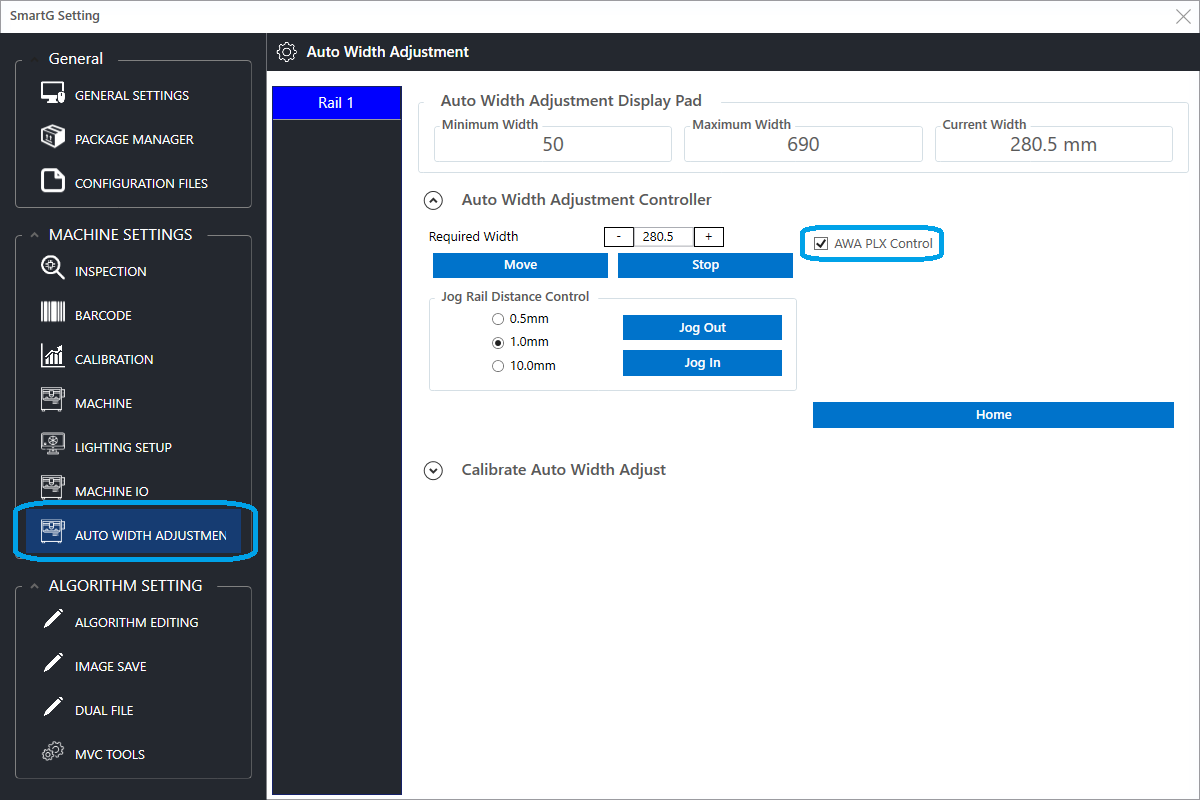 SmartG Setting
General
GENERAL SETTINGS
PACKAGE MANAGER
CONFIGURATION FILES
MACHINE SETTINGS
INSPECTION
BARCODE
CALIBRATION
MACHINE
LIGHTING SETUP
MACHINE IO
AUTO WIDTH ADJUSTMEN
ALGORITHM SETTING
ALGORITHM EDITING
IMAGE SAVE
DUAL FILE
MVC TOOLS
Auto Width Adjustment
Rail 1
Auto Width Adjustment Display Pad
Minimum Width Maximum Width Current Width
50 690 280.5 mm
Auto Width Adjustment Controller
Required Width - 280.5 + AWA PLX Control
Move Stop
Jog Rail Distance Control
0.5mm
1.0mm
10.0mm
Jog Out
Jog In
Home
Calibrate Auto Width Adjust